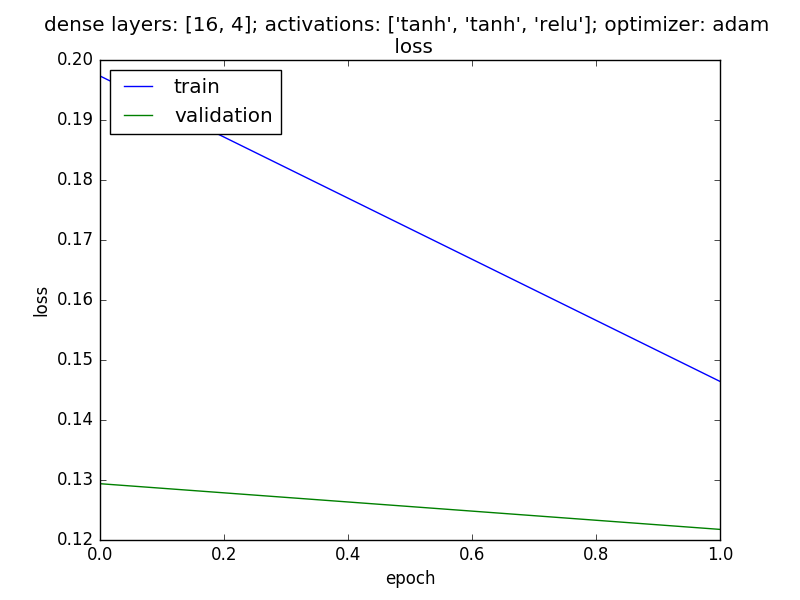 dense layers: [16, 4]; activations: ['tanh', 'tanh', 'relu']; optimizer: adam
loss
train
validation
0.20
0.19
0.18
0.17
0.16
0.15
0.14
0.13
0.12
loss
0.0 0.2 0.4 0.6 0.8 1.0
epoch